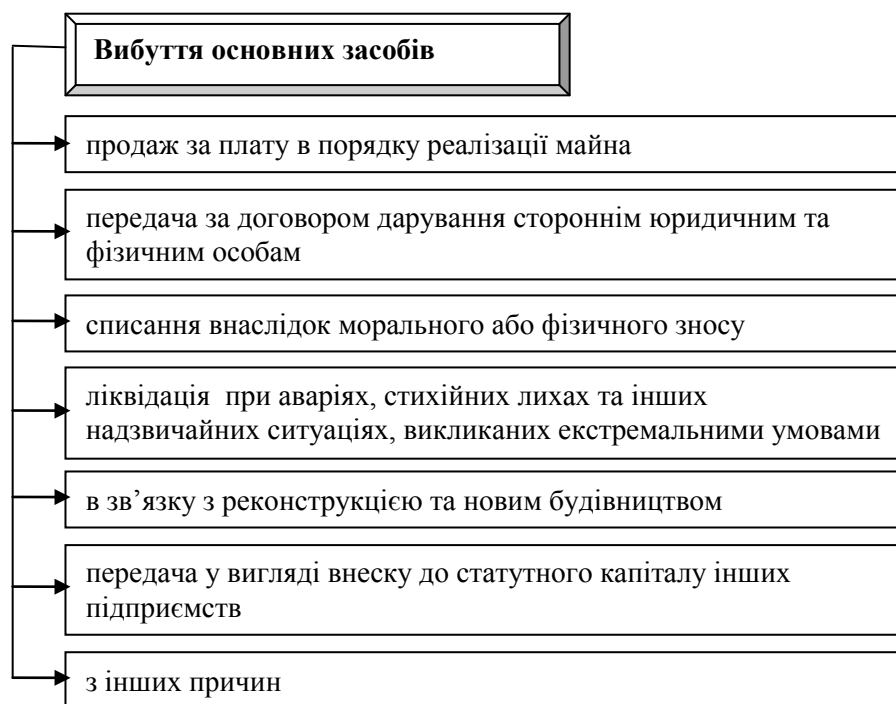 Вибуття основних засобів
продаж за плату в порядку реалізації майна
передача за договором дарування стороннім юридичним та
фізичним особам
списання внаслідок морального або фізичного зносу
ліквідація  при аваріях, стихійних лихах та інших
надзвичайних ситуаціях, викликаних екстремальними умовами
в зв’язку з реконструкцією та новим будівництвом
передача у вигляді внеску до статутного капіталу інших
підприємств
з інших причин